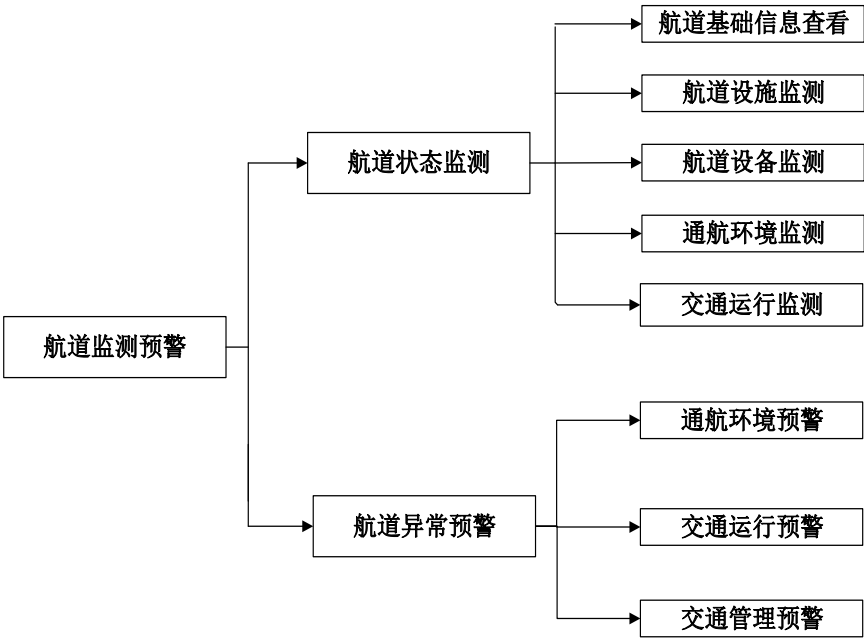 航道监测预警
航道状态监测
航道基础信息查看
航道设施监测
航道设备监测
通航环境监测
交通运行监测
航道异常预警
通航环境预警
交通运行预警
交通管理预警